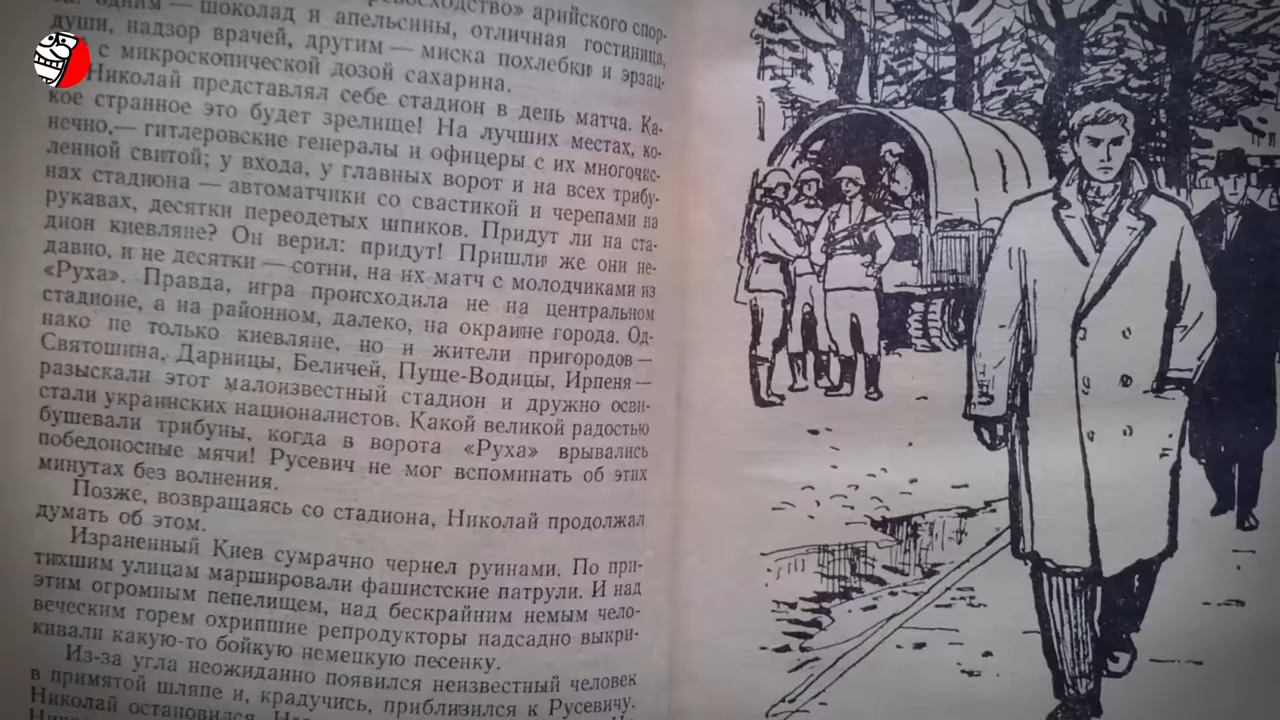 одним — шоколад и апельсины, отличная гостиница,
души, надзор врачей, другим — миска похлебки и эрзац-
с микроскопической дозой сахарина.
Николай представлял себе стадион в день матча. Ка-
кое странное это будет зрелище! На лучших местах, ко-
нечно,— гитлеровские генералы и офицеры с их многочис-
ленной свитой; у входа, у главных ворот и на всех трибу-
нах стадиона — автоматчики со свастикой и черепами на
рукавах, десятки переодетых шпиков. Придут ли на ста-
дион киевляне? Он верил: придут! Пришли же они не-
давно, и не десятки — сотни, на их матч с молодчиками из
«Руха». Правда, игра происходила не на центральном
стадионе, а на районном, далеко, на окраине города. Од-
нако не только киевляне, но и жители пригородов —
Святошина, Дарницы, Беличей, Пуще-Водицы, Ирпеня —
разыскали этот малоизвестный стадион и дружно осви-
стали украинских националистов. Какой великой радостью
бушевали трибуны, когда в ворота «Руха» врывались
победоносные мячи! Русевич не мог вспоминать об этих
минутах без волнения.
Позже, возвращаясь со стадиона, Николай продолжал
думать об этом.
Израненный Киев сумрачно чернел руинами. По при-
тихшим улицам маршировали фашистские патрули. И над
этим огромным пепелищем, над бескрайним немым чело-
веческим горем охрипшие репродукторы надсадно выкри-
кивали какую-то бойкую немецкую песенку.
Из-за угла неожиданно появился неизвестный человек
в примятой шляпе и, крадучись, приблизился к Русевичу.
Николай остановился.